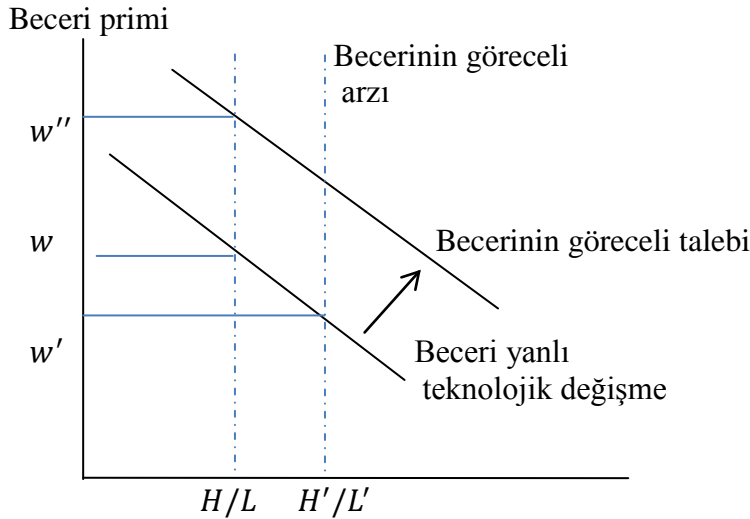 Beceri primi
Becerinin göreceli
arzı
w''
w
Becerinin göreceli talebi
w'
Beceri yanlı
teknolojik değişme
H/L
H'/L'